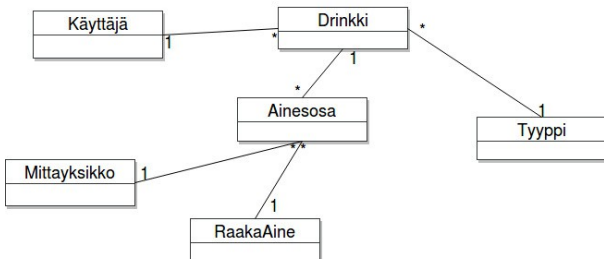 Käyttäjä
1
*
Drinkki
1
*
*
1
Ainesosa
Tyyppi
* *
Mittayksikko
1
1
RaakaAine